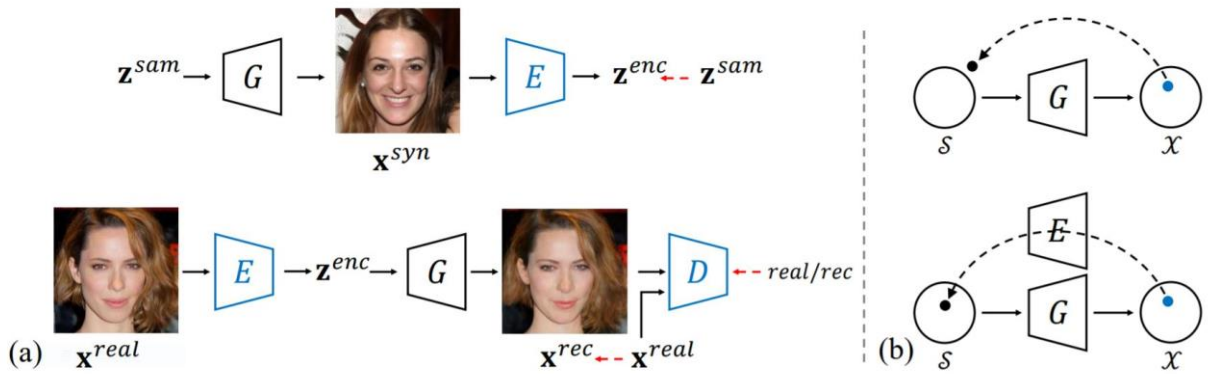 z^sam G E z^enc z^sam
x^syn
E z^enc G D real/rec
(a) x^real x^rec x^real
G
𝒮 𝒳
E
G
(b) 𝒮 𝒳